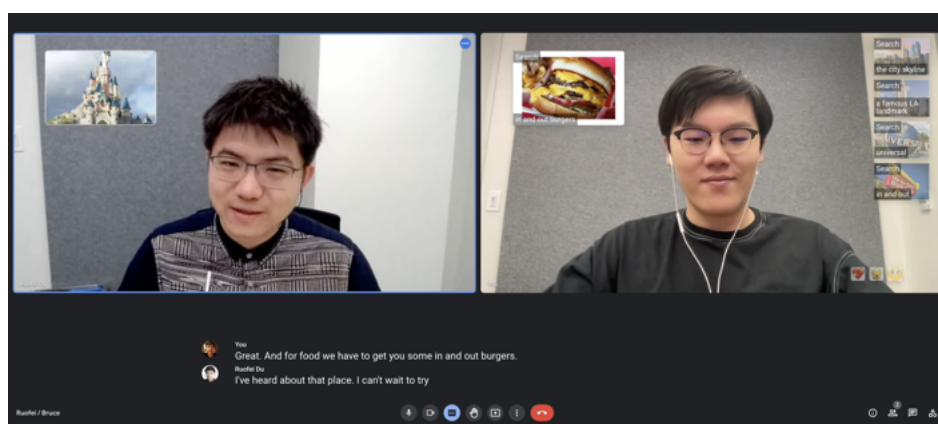 Search
in and out burgers
Search
the city skyline
Search
a famous LA
landmark
Search
universal
Search
in and out
You
Great. And for food we have to get you some in and out burgers.
Ruofei Du
I've heard about that place. I can't wait to try
Ruofei / Bruce
2